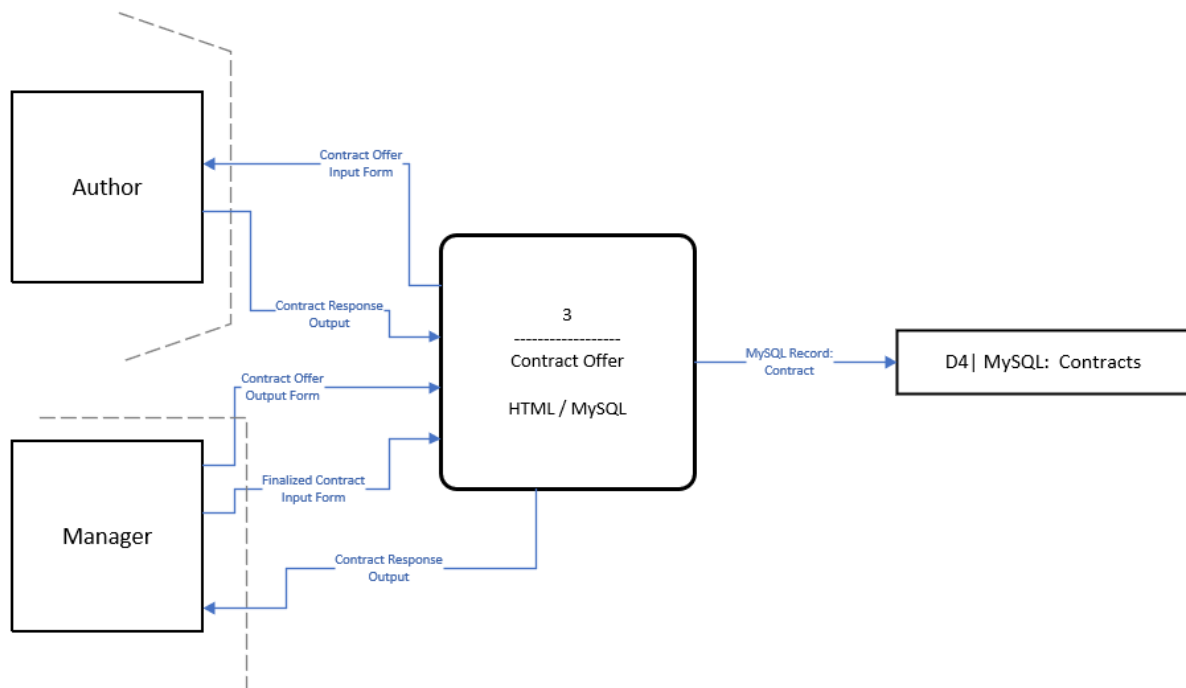 Author
Contract Offer
Input Form
Contract Response
Output
3
------------------
Contract Offer
HTML / MySQL
MySQL Record:
Contract
D4| MySQL:  Contracts
Contract Offer
Output Form
Manager
Finalized Contract
Input Form
Contract Response
Output